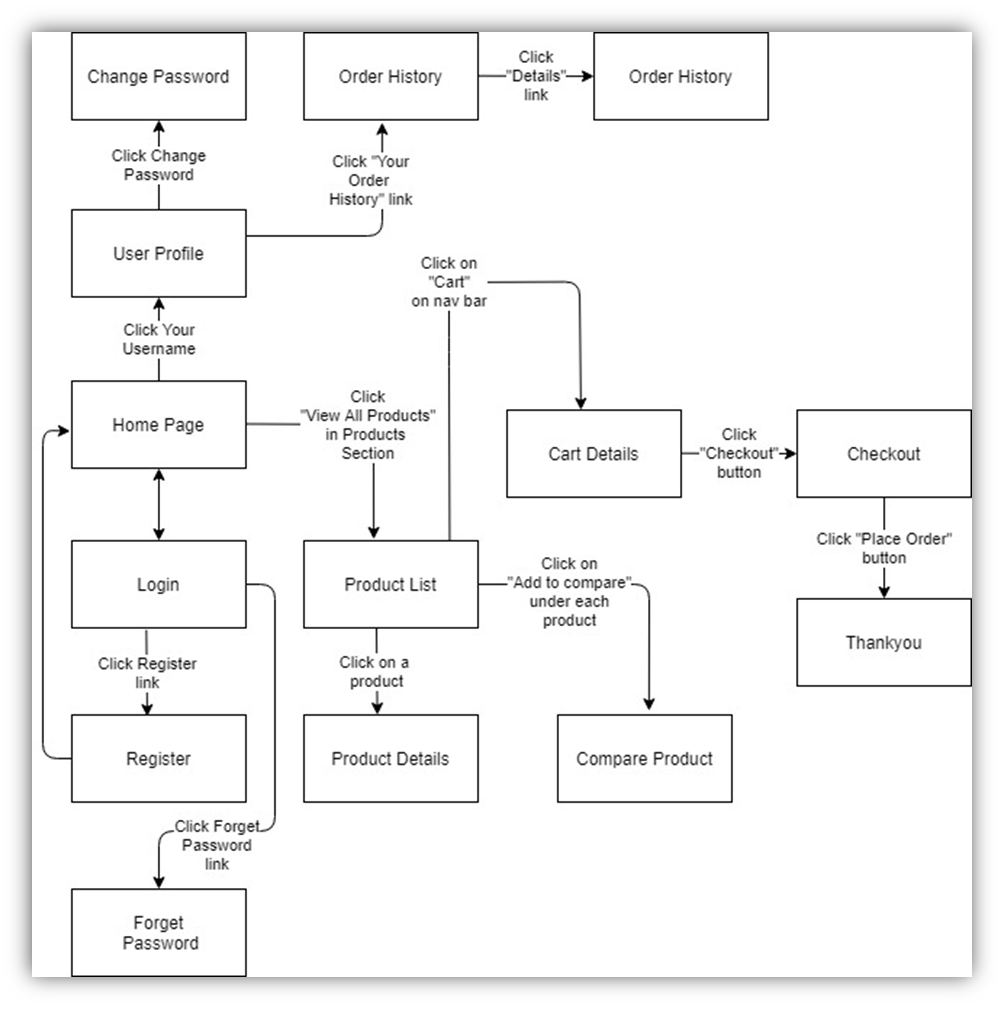 Change Password
Order History
Click
"Details"
link
Order History
Click Change
Password
Click "Your
Order
History" link
User Profile
Click on
"Cart"
on nav bar
Click Your
Username
Home Page
Click
"View All Products"
in Products
Section
Cart Details
Click
"Checkout"
button
Checkout
Login
Product List
Click on
"Add to compare"
under each
product
Click "Place Order"
button
Thankyou
Click Register
link
Click on a
product
Register
Product Details
Compare Product
Click Forget
Password
link
Forget
Password